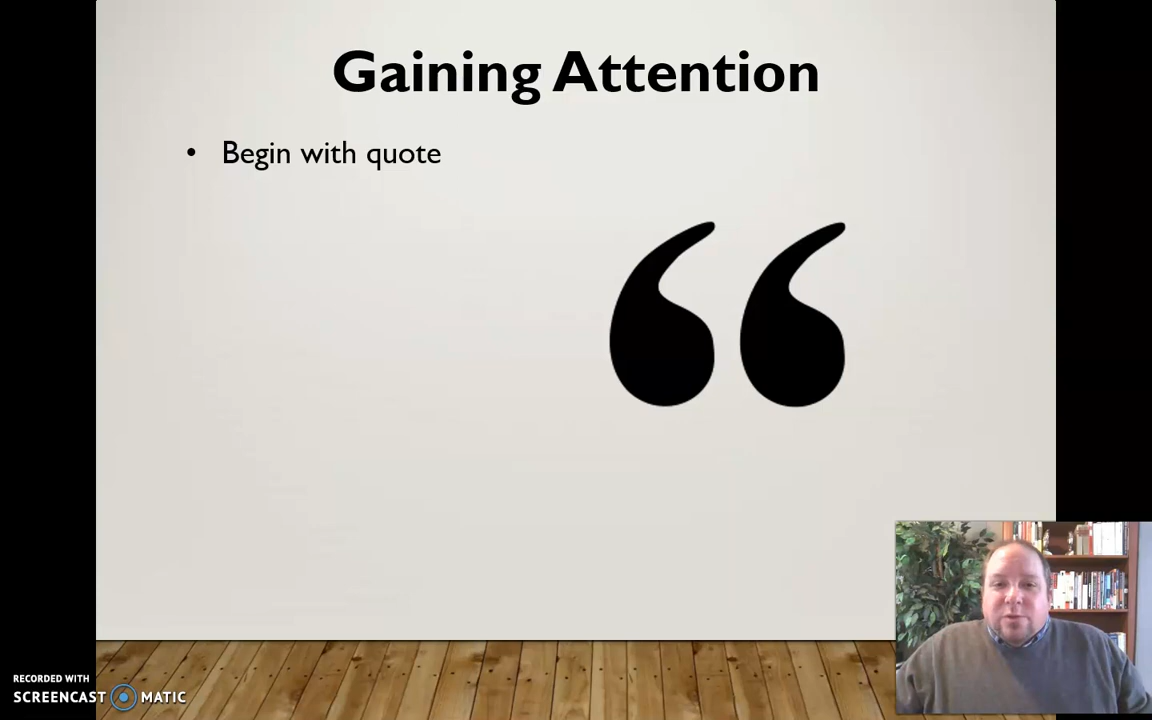 Gaining Attention
• Begin with quote
RECORDED WITH
SCREENCAST MATIC